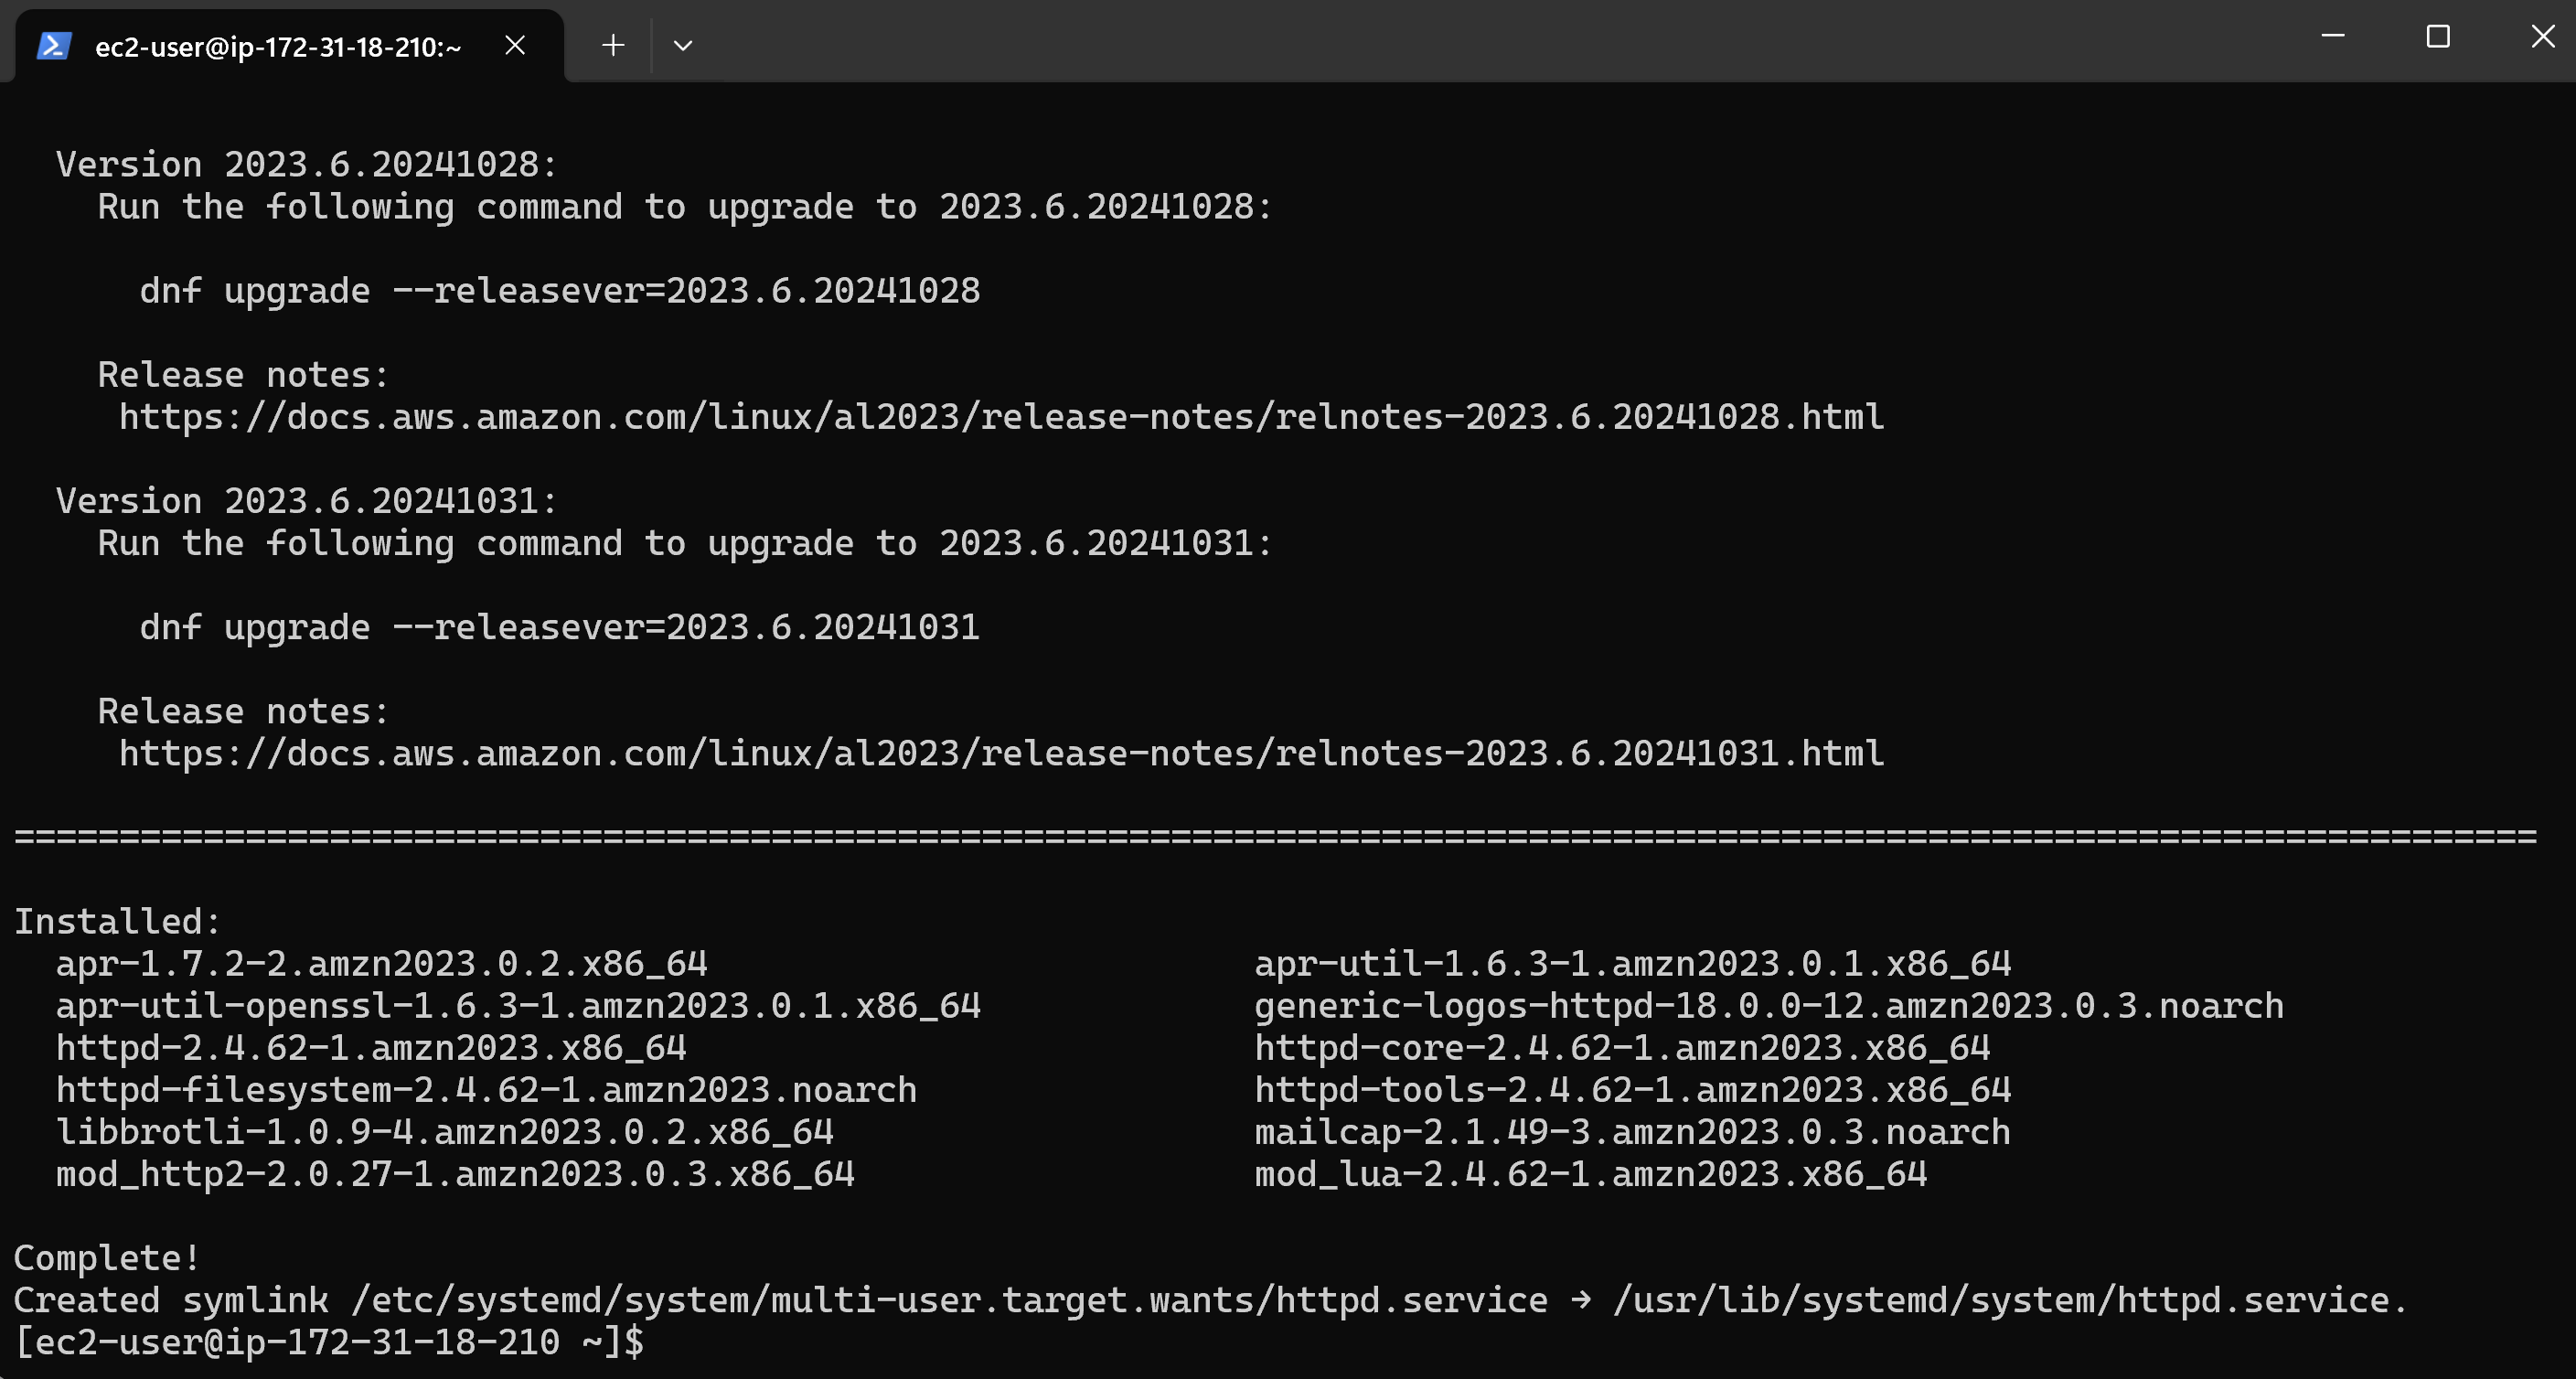 ec2-user@ip-172-31-18-210:~
Version 2023.6.20241028:
Run the following command to upgrade to 2023.6.20241028:
dnf upgrade --releasever=2023.6.20241028
Release notes:
https://docs.aws.amazon.com/linux/al2023/release-notes/relnotes-2023.6.20241028.html
Version 2023.6.20241031:
Run the following command to upgrade to 2023.6.20241031:
dnf upgrade --releasever=2023.6.20241031
Release notes:
https://docs.aws.amazon.com/linux/al2023/release-notes/relnotes-2023.6.20241031.html
========================================================================================================================
Installed:
apr-1.7.2-2.amzn2023.0.2.x86_64 apr-util-1.6.3-1.amzn2023.0.1.x86_64
apr-util-openssl-1.6.3-1.amzn2023.0.1.x86_64 generic-logos-httpd-18.0.0-12.amzn2023.0.3.noarch
httpd-2.4.62-1.amzn2023.x86_64 httpd-core-2.4.62-1.amzn2023.x86_64
httpd-filesystem-2.4.62-1.amzn2023.noarch httpd-tools-2.4.62-1.amzn2023.x86_64
libbrotli-1.0.9-4.amzn2023.0.2.x86_64 mailcap-2.1.49-3.amzn2023.0.3.noarch
mod_http2-2.0.27-1.amzn2023.0.3.x86_64 mod_lua-2.4.62-1.amzn2023.x86_64
Complete!
Created symlink /etc/systemd/system/multi-user.target.wants/httpd.service → /usr/lib/systemd/system/httpd.service.
[ec2-user@ip-172-31-18-210 ~]$